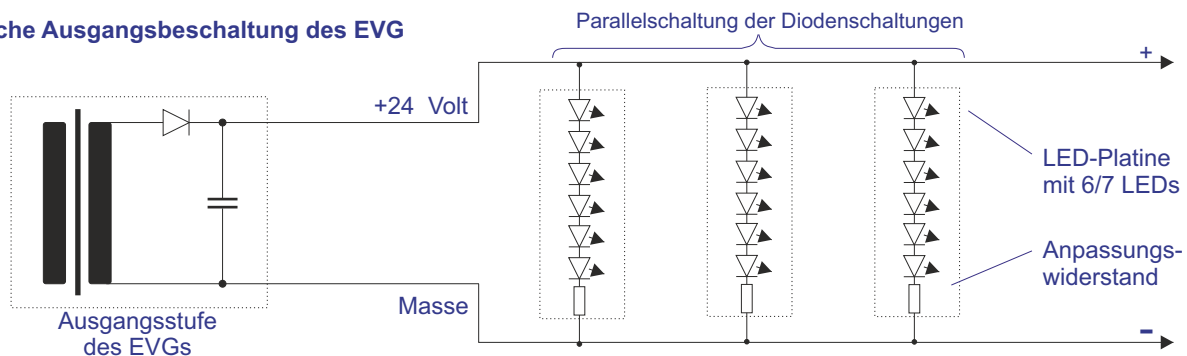 che Ausgangsbeschaltung des EVG
Parallelschaltung der Diodenschaltungen
+
+24 Volt
LED-Platine
mit 6/7 LEDs
Anpassungs-
widerstand
Masse
Ausgangsstufe
des EVGs
-